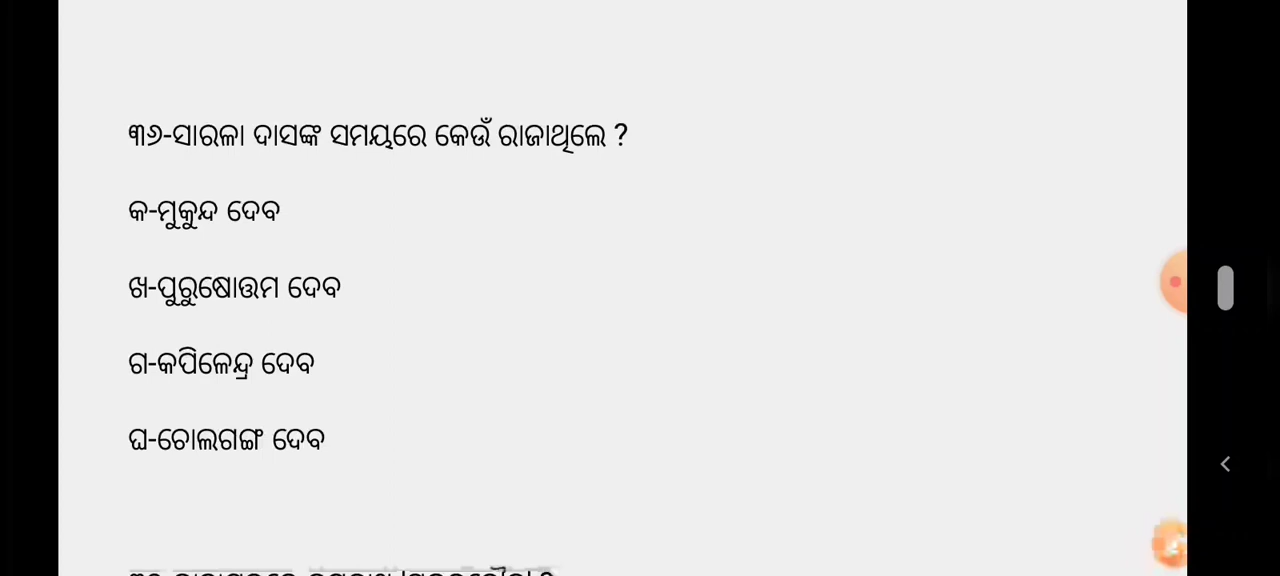 ୩୬-ସାରଳା ଦାସଙ୍କ ସମୟରେ କେଉଁ ରାଜାଥିଲେ ?
କ-ମୁକୁନ୍ଦ ଦେବ
ଖ-ପୁରୁଷୋତ୍ତମ ଦେବ
ଗ-କପିଳେନ୍ଦ୍ର ଦେବ
ଘ-ଚୋଲଗଙ୍ଗ ଦେବ